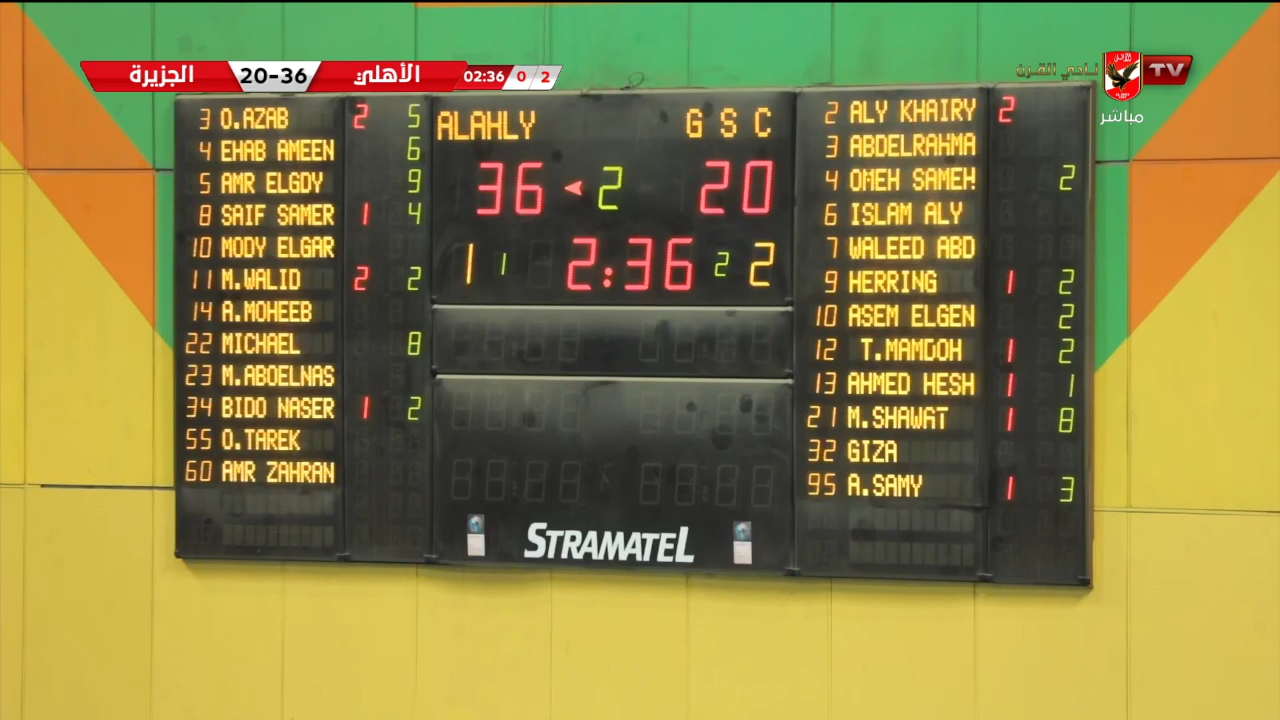 الجزيرة 20-36 الأهلي 02:36 0 2
نادي القرن TV
مباشر
3 O.AZAB 2 5
4 EHAB AMEEN 6
5 AMR ELGDY 9
8 SAIF SAMER 1 4
10 MODY ELGAR
11 M.WALID 2 2
14 A.MOHEEB
22 MICHAEL 8
23 M.ABOELNAS
34 BIDO NASER 1 2
55 O.TAREK
60 AMR ZAHRAN
ALAHLY GSC
36 2 20
1 1 2:36 2 2
STRAMATEL
2 ALY KHAIRY 2
3 ABDELRAHMA
4 OMEH SAMEH 2
6 ISLAM ALY
7 WALEED ABD
9 HERRING 1 2
10 ASEM ELGEN 2
12 T.MAMDOH 1 2
13 AHMED HESH 1 1
21 M.SHAWAT 1 8
32 GIZA
95 A.SAMY 1 3